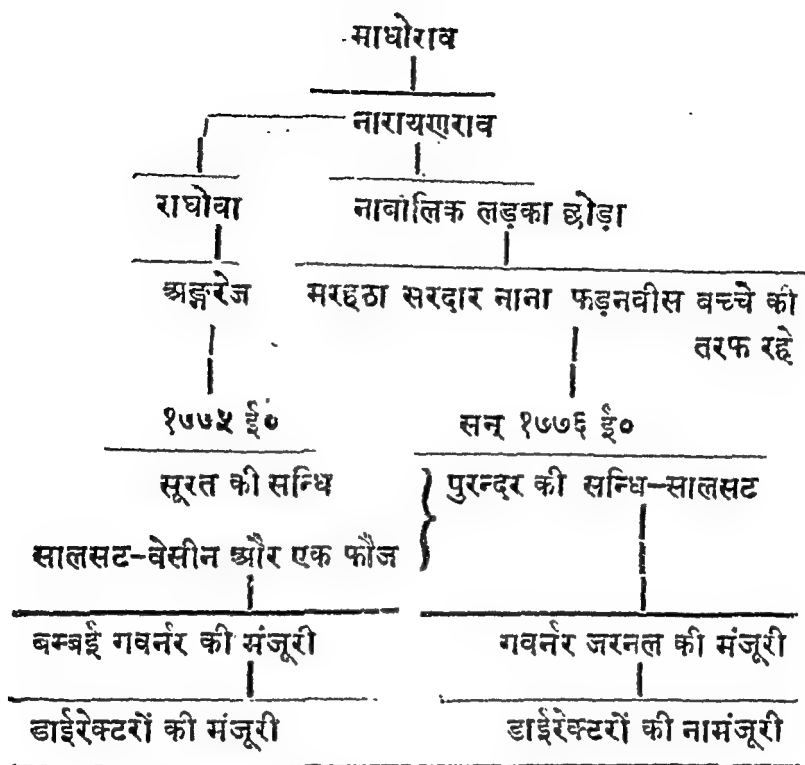 माधोराव
नारायणराव
राघोवा नाबालिक लड़का छोड़ा
अङ्गरेज मरहठा सरदार नाना फड़नवीस बच्चे की
तरफ रहे
१७७५ ई० सन् १७७६ ई०
सूरत की सन्धि पुरन्दर की सन्धि-सालसट
सालसट-वेसीन और एक फौज
बम्बई गवर्नर की मंजूरी गवर्नर जरनल की मंजूरी
डाईरेक्टरों की मंजूरी डाईरेक्टरों की नामंजूरी